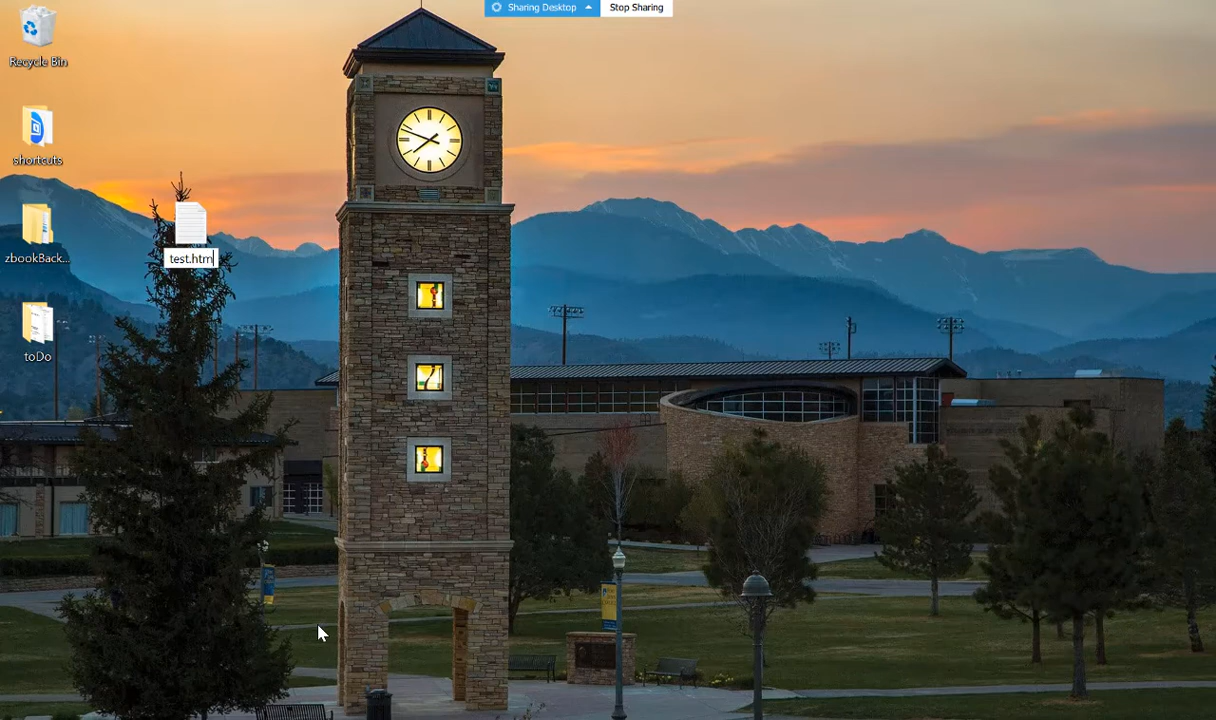 Sharing Desktop
Stop Sharing
Recycle Bin
shortcuts
zbookBack...
test.htm
toDo